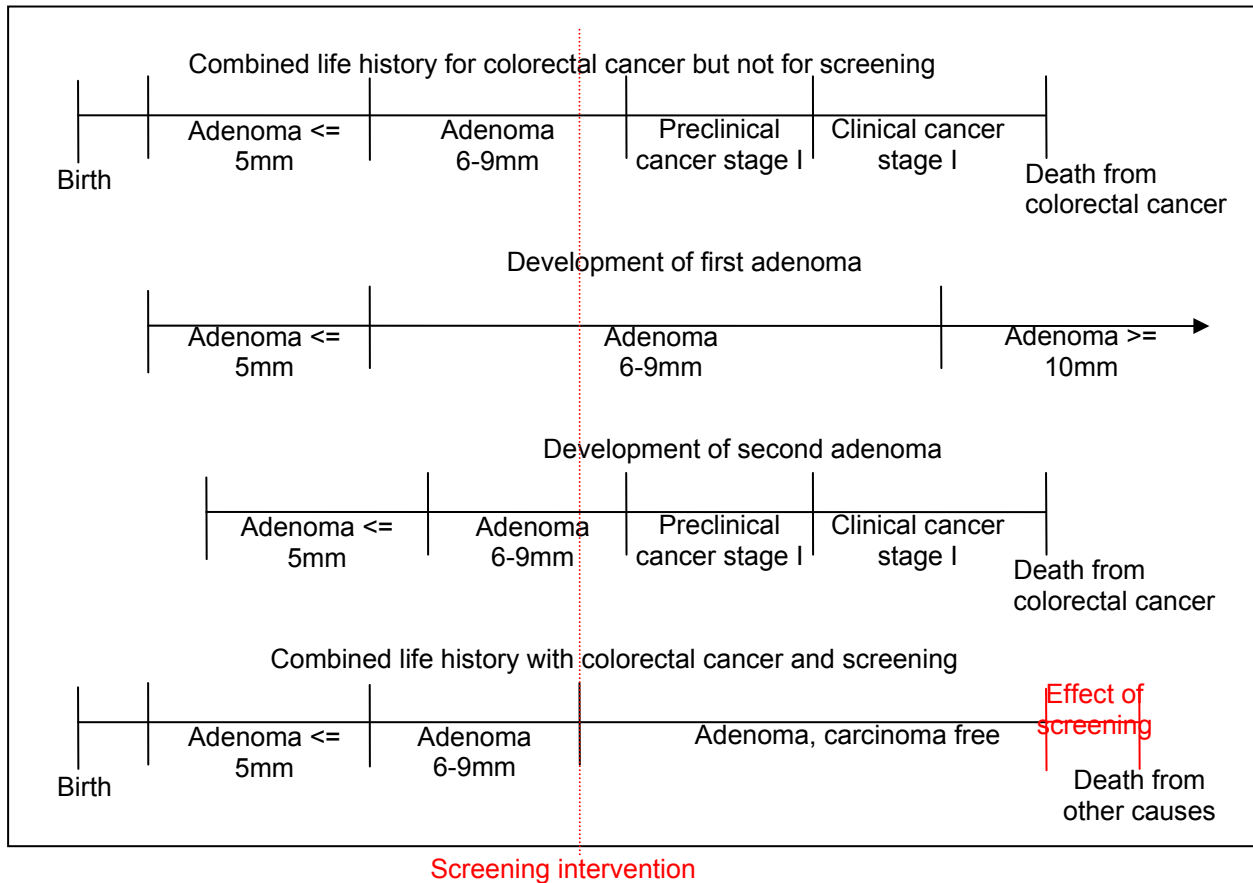 Combined life history for colorectal cancer but not for screening
Birth
Adenoma <=
5mm
Adenoma
6-9mm
Preclinical
cancer stage I
Clinical cancer
stage I
Death from
colorectal cancer
Development of first adenoma
Adenoma <=
5mm
Adenoma
6-9mm
Adenoma >=
10mm
Development of second adenoma
Adenoma <=
5mm
Adenoma
6-9mm
Preclinical
cancer stage I
Clinical cancer
stage I
Death from
colorectal cancer
Combined life history with colorectal cancer and screening
Birth
Adenoma <=
5mm
Adenoma
6-9mm
Adenoma, carcinoma free
Effect of
screening
Death from
other causes
Screening intervention